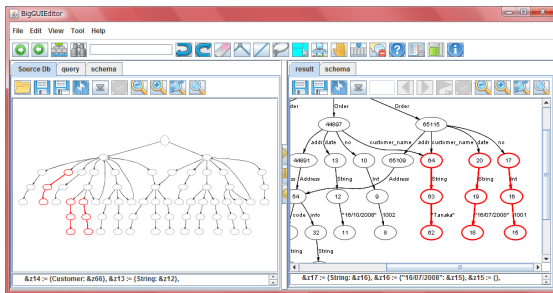 BigGUIEditor
File Edit View Tool Help
Source Db query schema
result schema
Order Order
44897 65115
addr date no customer_name addr customer_name date no
44891 13 10 65109 64 20 17
Address String Int Address String String Int
54 12 9 63 19 16
code info "16/10/2008" 1002 "Tanaka" "16/07/2008" 1001
32 11 8 62 18 15
String
&z14 := {Customer: &z66}, &z13 := {String: &z12},
&z17 := {String: &z16}, &z16 := {"16/07/2008": &z15}, &z15 := {},